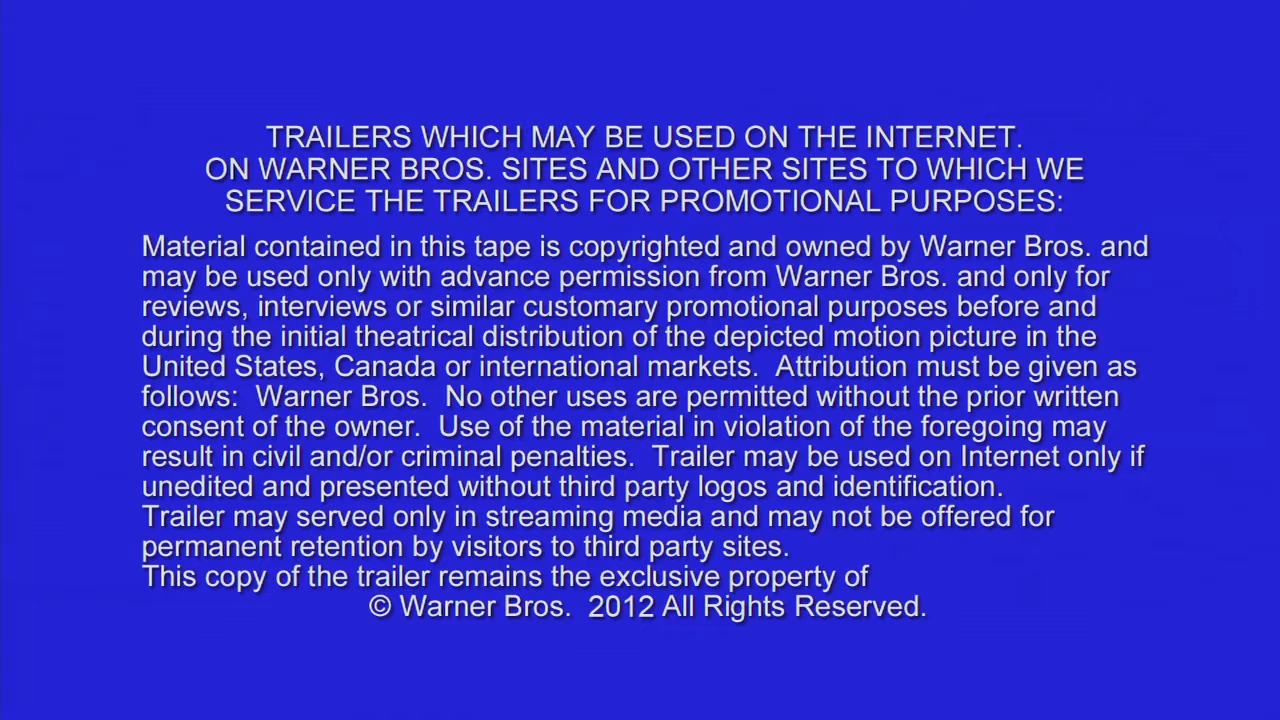 TRAILERS WHICH MAY BE USED ON THE INTERNET.
ON WARNER BROS. SITES AND OTHER SITES TO WHICH WE
SERVICE THE TRAILERS FOR PROMOTIONAL PURPOSES:
Material contained in this tape is copyrighted and owned by Warner Bros. and
may be used only with advance permission from Warner Bros. and only for
reviews, interviews or similar customary promotional purposes before and
during the initial theatrical distribution of the depicted motion picture in the
United States, Canada or international markets.  Attribution must be given as
follows:  Warner Bros.  No other uses are permitted without the prior written
consent of the owner.  Use of the material in violation of the foregoing may
result in civil and/or criminal penalties.  Trailer may be used on Internet only if
unedited and presented without third party logos and identification.
Trailer may served only in streaming media and may not be offered for
permanent retention by visitors to third party sites.
This copy of the trailer remains the exclusive property of
© Warner Bros.  2012 All Rights Reserved.